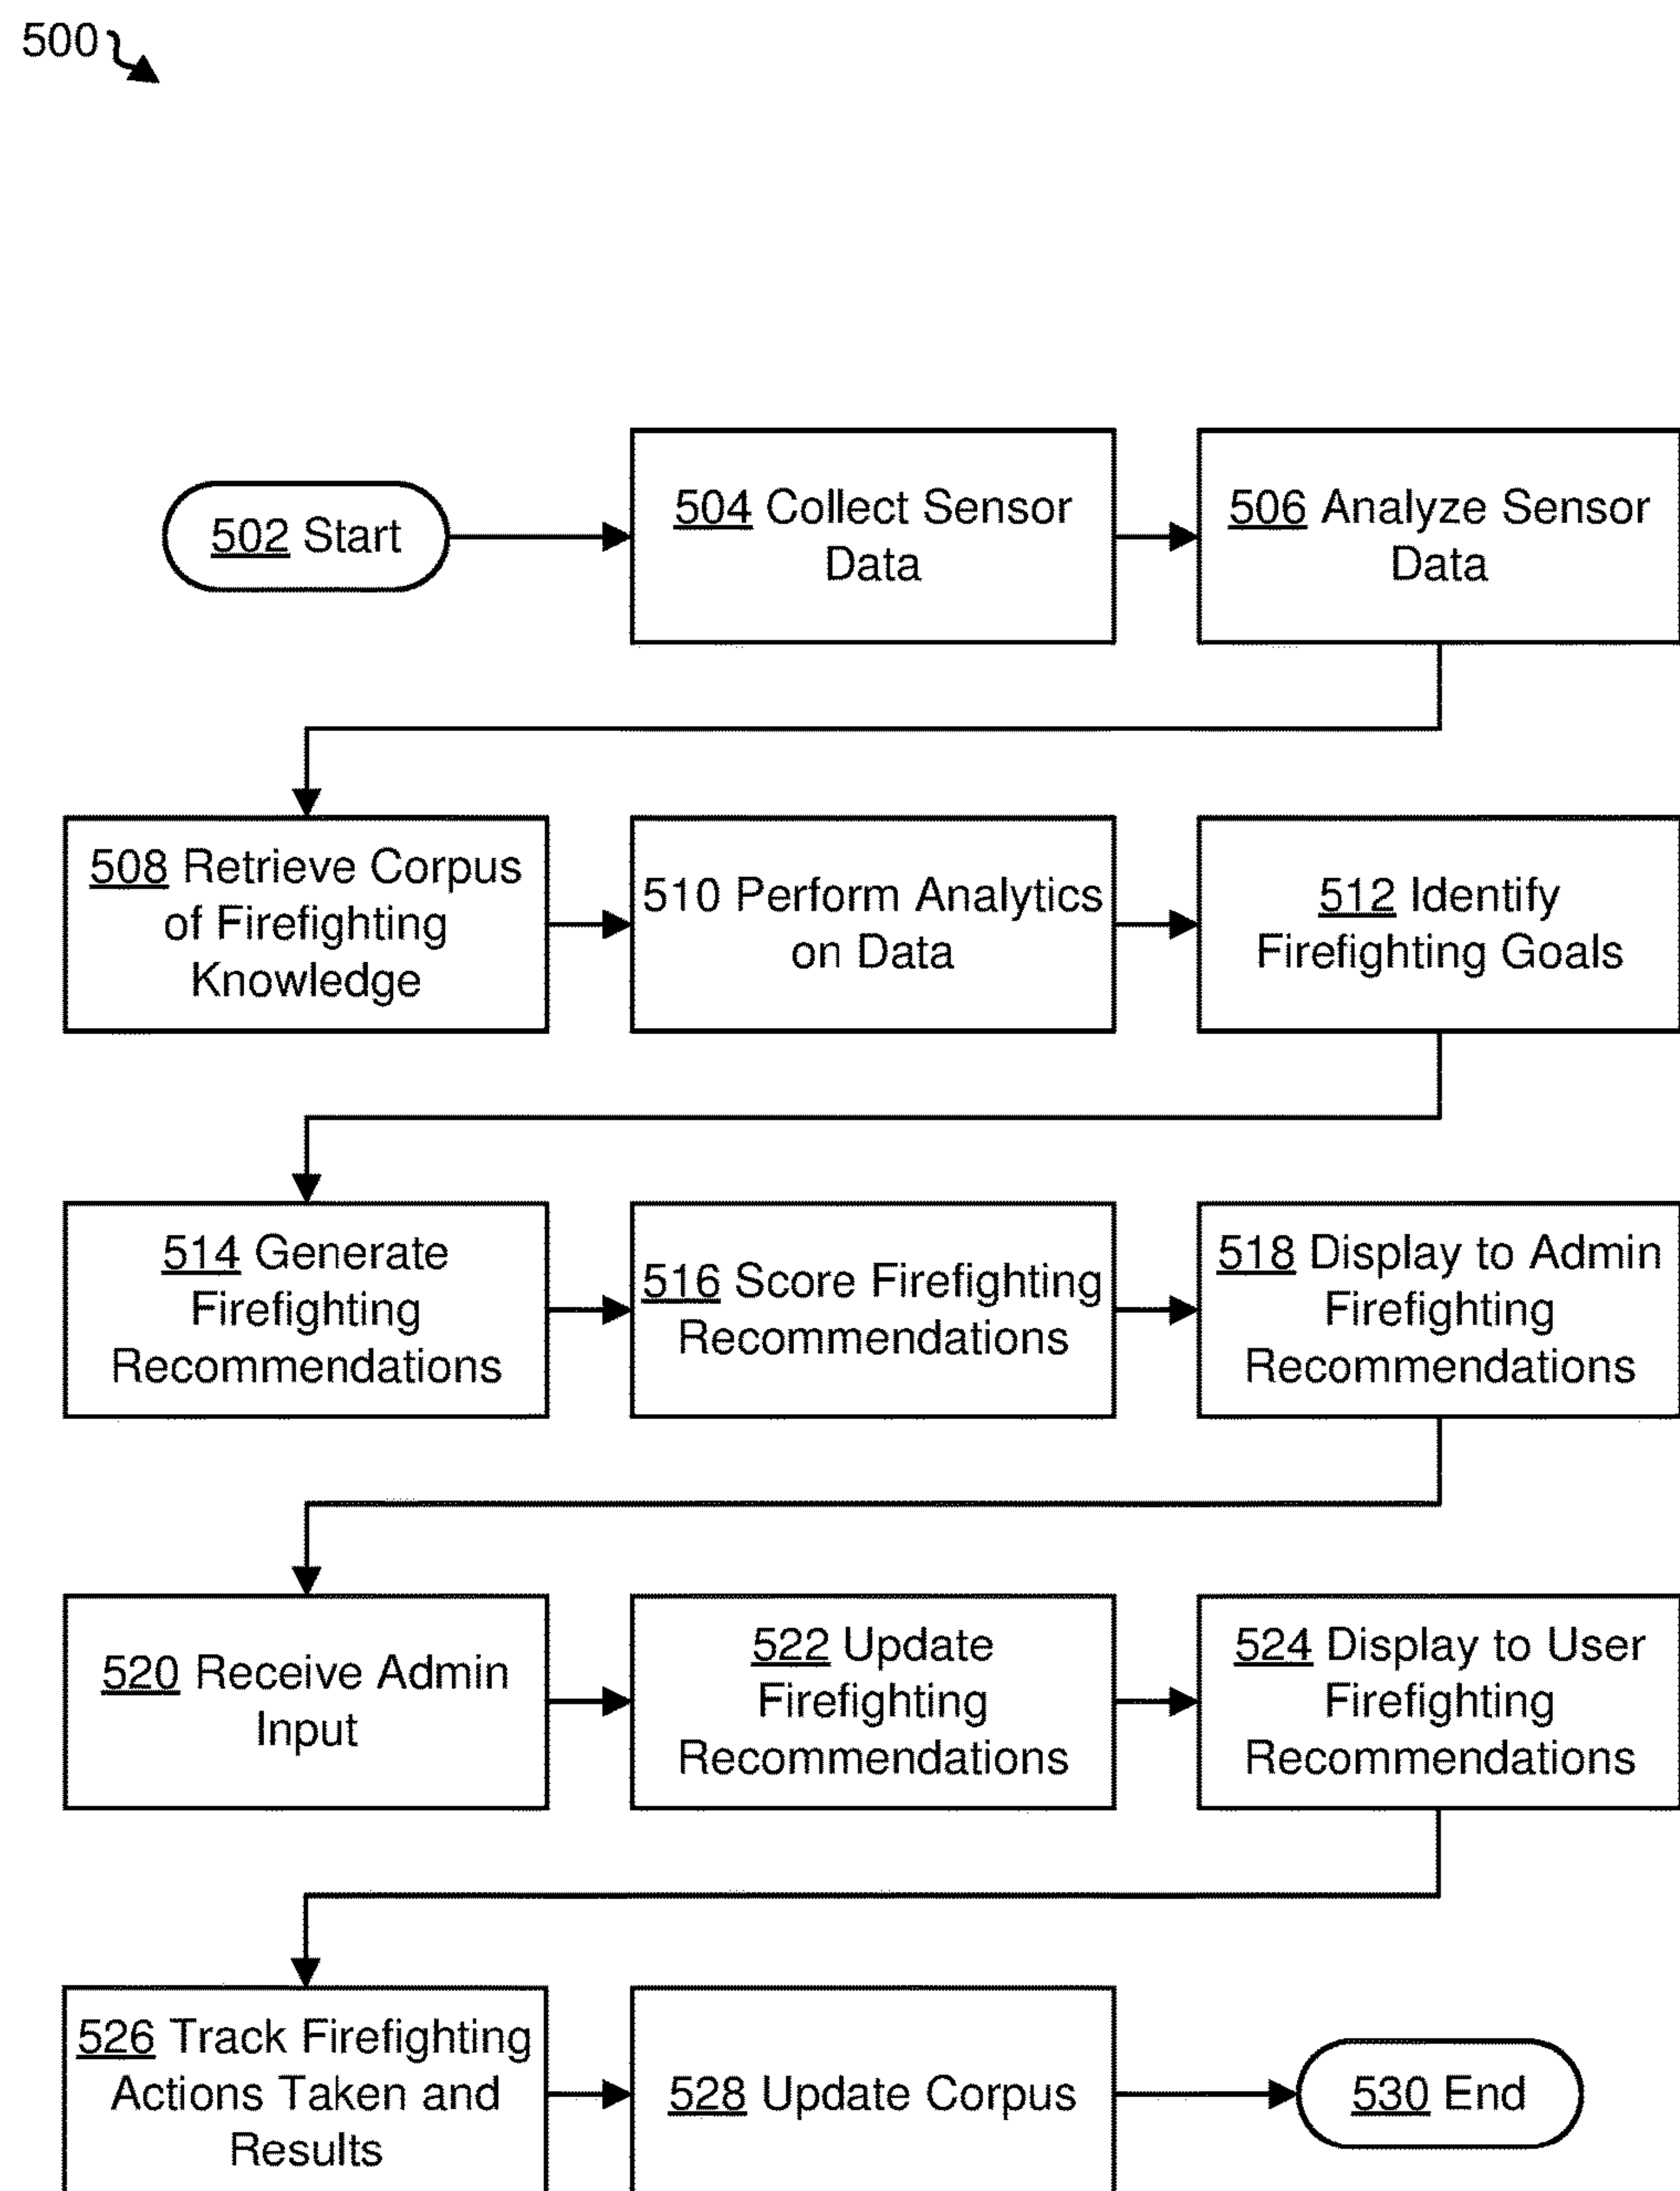 500
502 Start
504 Collect Sensor
Data
506 Analyze Sensor
Data
508 Retrieve Corpus
of Firefighting
Knowledge
510 Perform Analytics
on Data
512 Identify
Firefighting Goals
514 Generate
Firefighting
Recommendations
516 Score Firefighting
Recommendations
518 Display to Admin
Firefighting
Recommendations
520 Receive Admin
Input
522 Update
Firefighting
Recommendations
524 Display to User
Firefighting
Recommendations
526 Track Firefighting
Actions Taken and
Results
528 Update Corpus
530 End